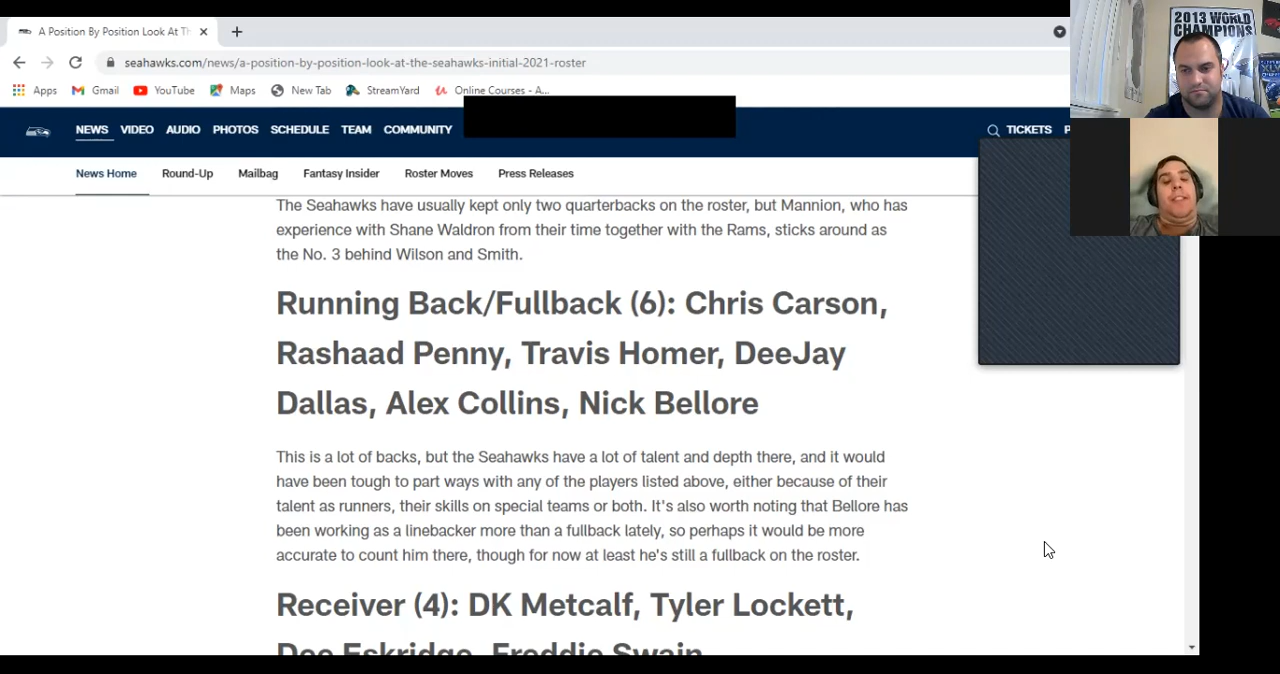 A Position By Position Look At Th
2013 WORLD
CHAMPIONS
seahawks.com/news/a-position-by-position-look-at-the-seahawks-initial-2021-roster
Apps Gmail YouTube Maps New Tab StreamYard Online Courses - A...
NEWS VIDEO AUDIO PHOTOS SCHEDULE TEAM COMMUNITY TICKETS P
News Home Round-Up Mailbag Fantasy Insider Roster Moves Press Releases
The Seahawks have usually kept only two quarterbacks on the roster, but Mannion, who has
experience with Shane Waldron from their time together with the Rams, sticks around as
the No. 3 behind Wilson and Smith.
Running Back/Fullback (6): Chris Carson,
Rashaad Penny, Travis Homer, DeeJay
Dallas, Alex Collins, Nick Bellore
This is a lot of backs, but the Seahawks have a lot of talent and depth there, and it would
have been tough to part ways with any of the players listed above, either because of their
talent as runners, their skills on special teams or both. It's also worth noting that Bellore has
been working as a linebacker more than a fullback lately, so perhaps it would be more
accurate to count him there, though for now at least he's still a fullback on the roster.
Receiver (4): DK Metcalf, Tyler Lockett,
Dee Eskridge, Freddie Swain